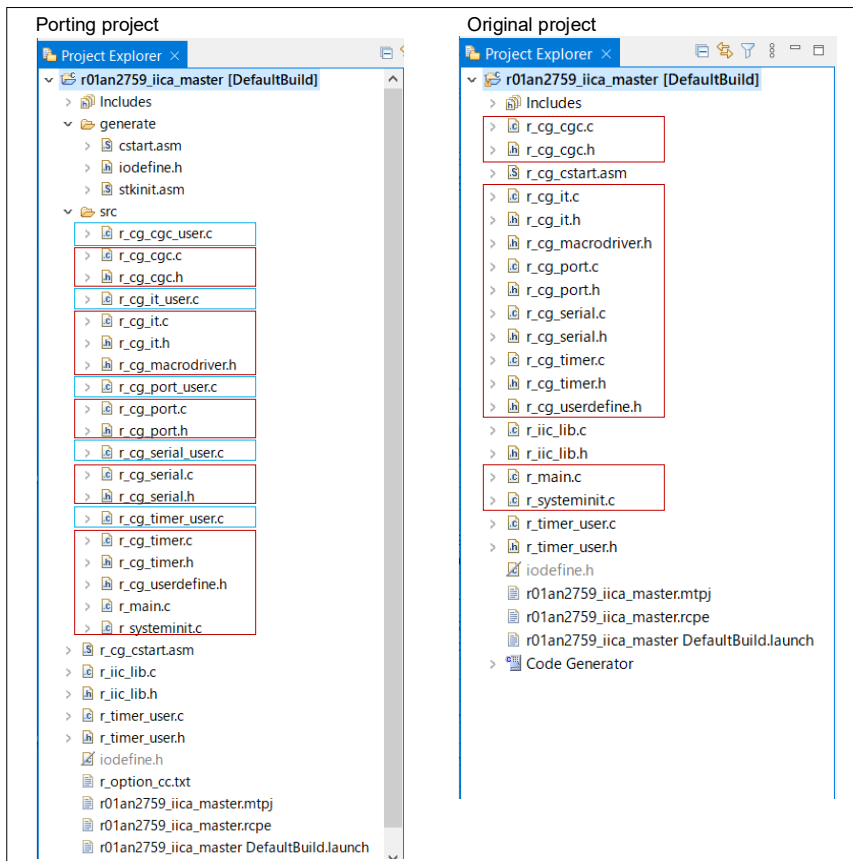 Porting project
Project Explorer
r01an2759_iica_master [DefaultBuild]
Includes
generate
cstart.asm
iodefine.h
stkinit.asm
src
r_cg_cgc_user.c
r_cg_cgc.c
r_cg_cgc.h
r_cg_it_user.c
r_cg_it.c
r_cg_it.h
r_cg_macrodriver.h
r_cg_port_user.c
r_cg_port.c
r_cg_port.h
r_cg_serial_user.c
r_cg_serial.c
r_cg_serial.h
r_cg_timer_user.c
r_cg_timer.c
r_cg_timer.h
r_cg_userdefine.h
r_main.c
r_systeminit.c
r_cg_cstart.asm
r_iic_lib.c
r_iic_lib.h
r_timer_user.c
r_timer_user.h
iodefine.h
r_option_cc.txt
r01an2759_iica_master.mtpj
r01an2759_iica_master.rcpe
r01an2759_iica_master DefaultBuild.launch
Original project
Project Explorer
r01an2759_iica_master [DefaultBuild]
Includes
r_cg_cgc.c
r_cg_cgc.h
r_cg_cstart.asm
r_cg_it.c
r_cg_it.h
r_cg_macrodriver.h
r_cg_port.c
r_cg_port.h
r_cg_serial.c
r_cg_serial.h
r_cg_timer.c
r_cg_timer.h
r_cg_userdefine.h
r_iic_lib.c
r_iic_lib.h
r_main.c
r_systeminit.c
r_timer_user.c
r_timer_user.h
iodefine.h
r01an2759_iica_master.mtpj
r01an2759_iica_master.rcpe
r01an2759_iica_master DefaultBuild.launch
Code Generator